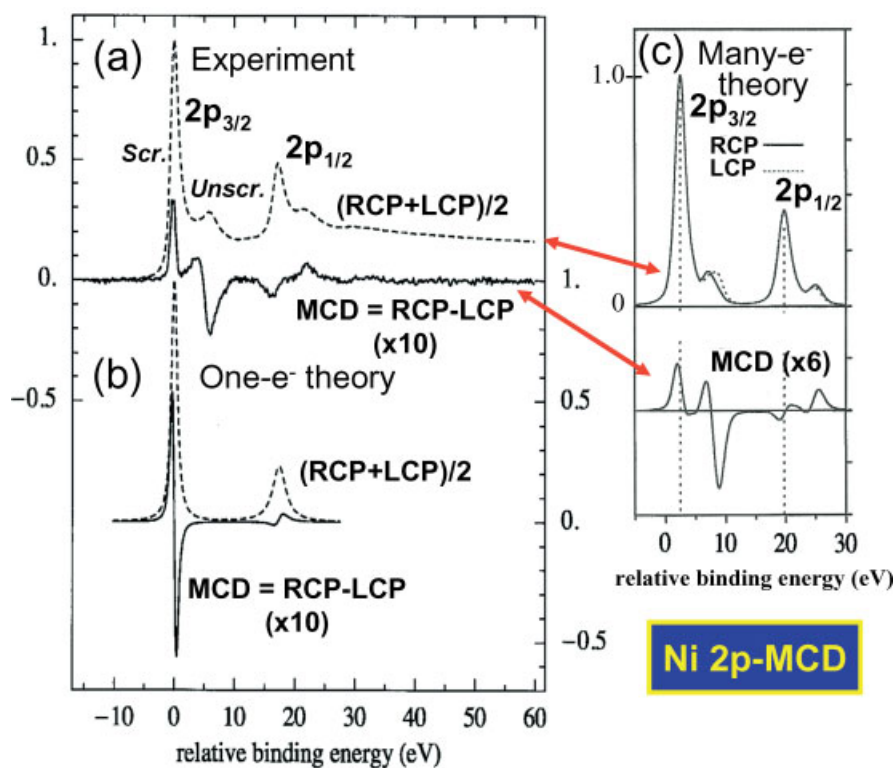 (a) Experiment
1.
2p3/2
Scr.
0.5
Unscr.
2p1/2
(RCP+LCP)/2
0.
1.
MCD = RCP-LCP
(x10)
(b) One-e- theory
-0.5
0.5
(RCP+LCP)/2
0.
MCD = RCP-LCP
(x10)
-0.5
-10 0 10 20 30 40 50 60
relative binding energy (eV)
(c) Many-e-
theory
1.0
2p3/2
RCP
LCP
2p1/2
0
MCD (x6)
0 10 20 30
relative binding energy (eV)
Ni 2p-MCD